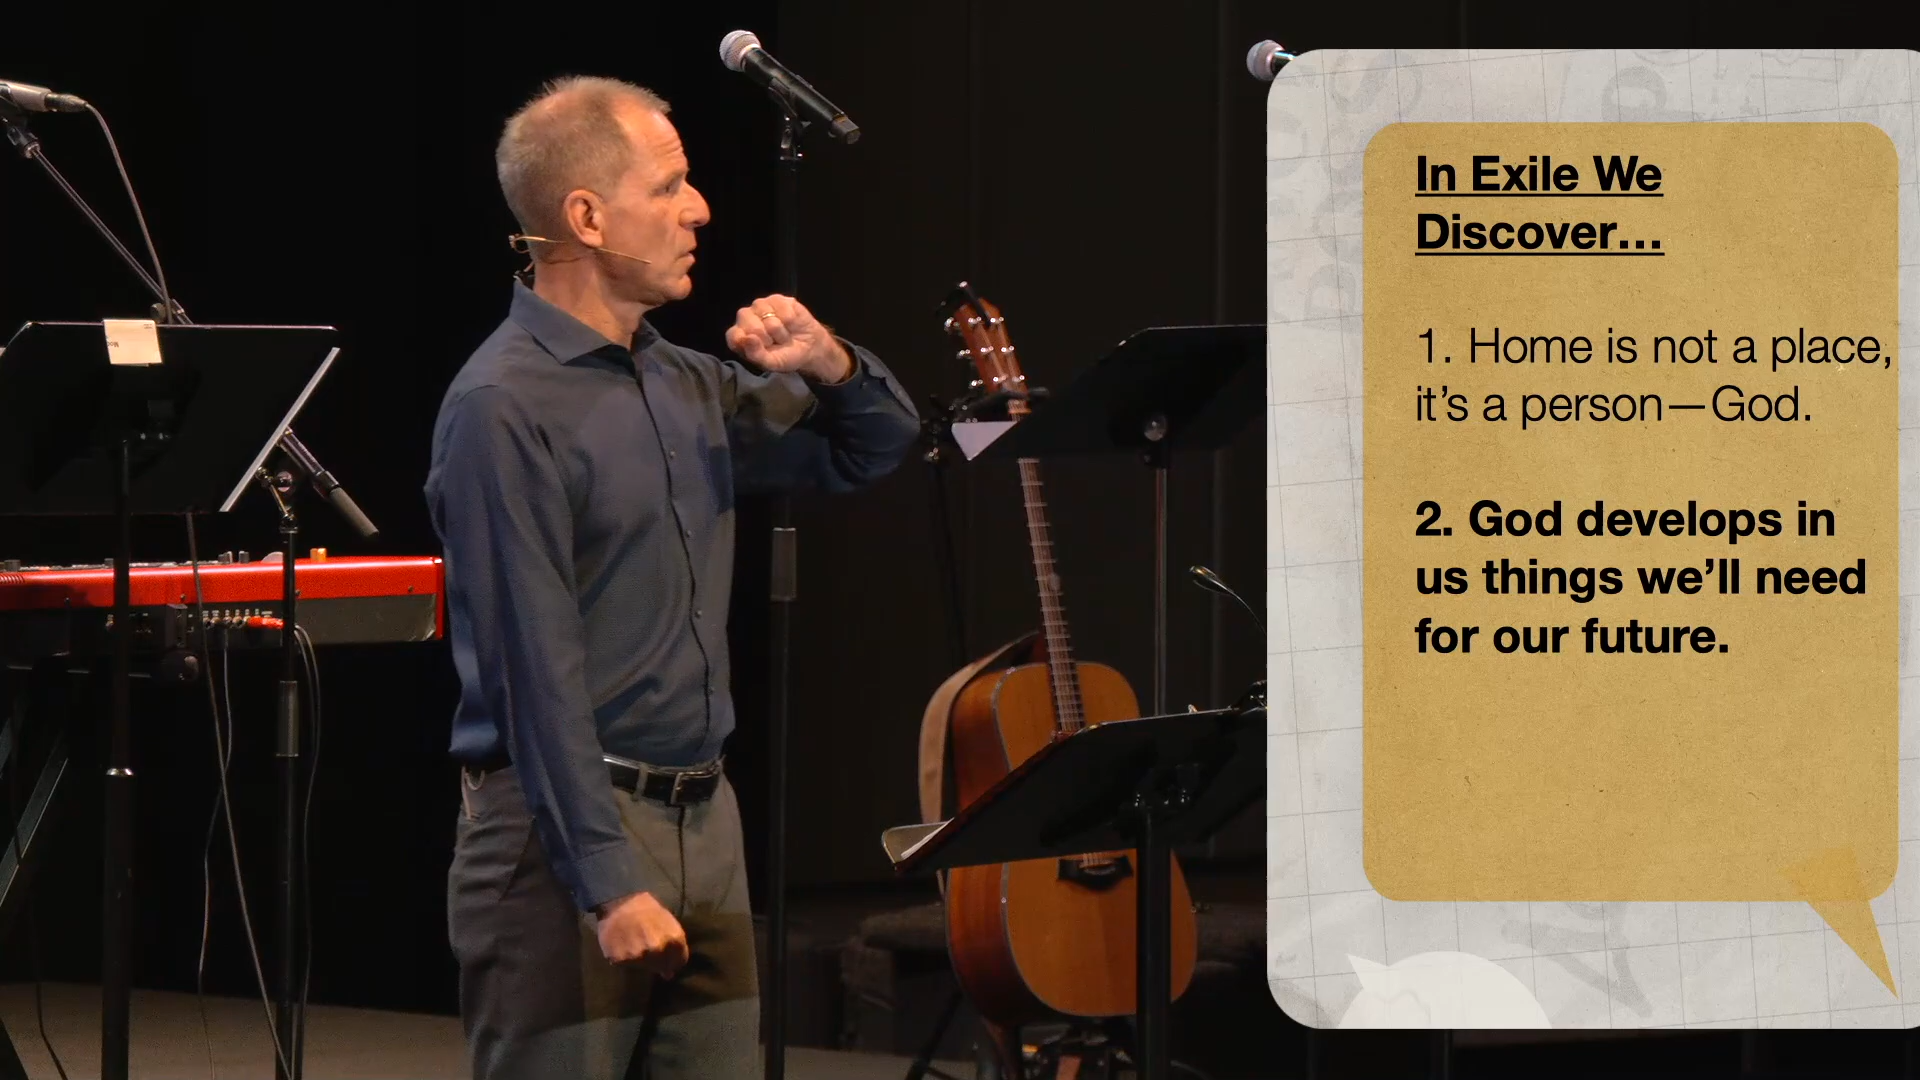 In Exile We
Discover...
1. Home is not a place,
it's a person—God.
2. God develops in
us things we'll need
for our future.